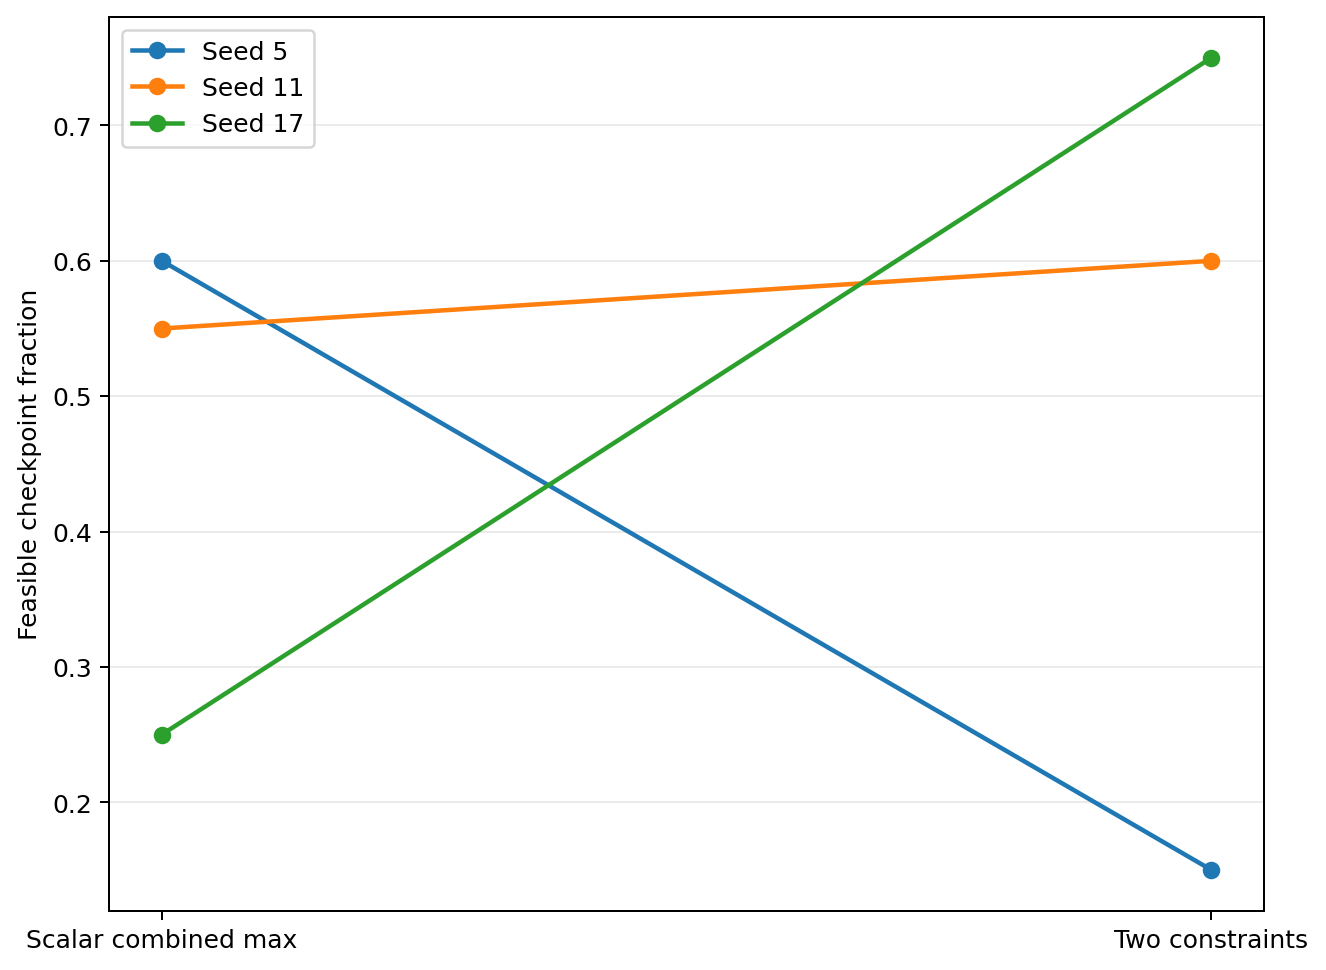 Seed 5
Seed 11
Seed 17
Feasible checkpoint fraction
0.7
0.6
0.5
0.4
0.3
0.2
Scalar combined max
Two constraints